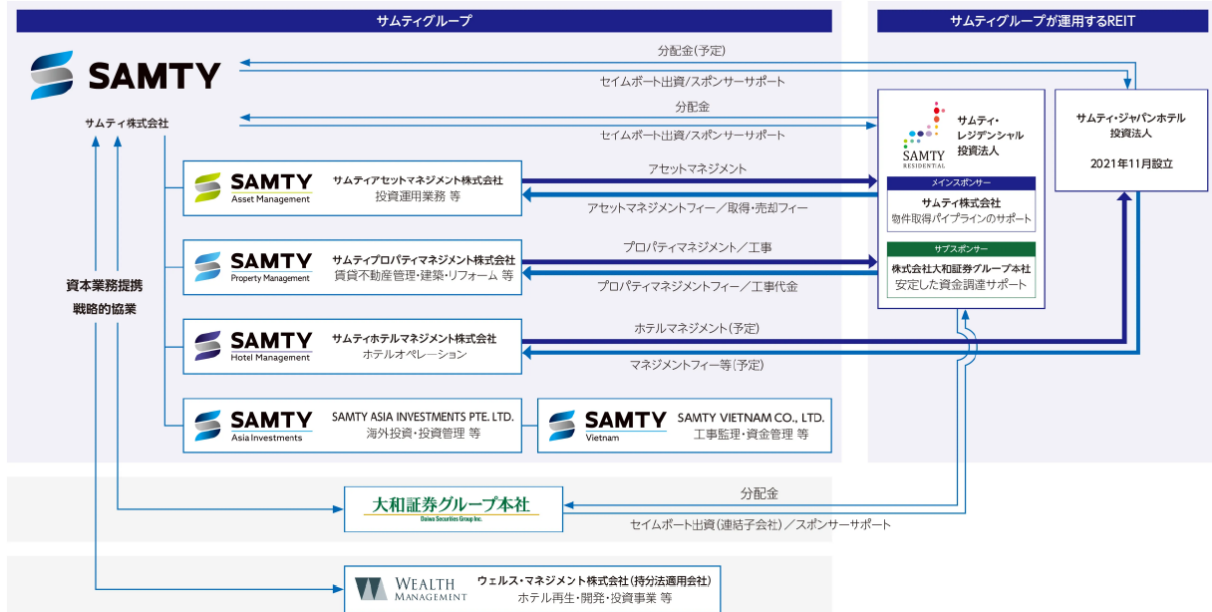 サムティグループ
サムティグループが運用するREIT
SAMTY
サムティ株式会社
分配金(予定)
セイムボート出資/スポンサーサポート
分配金
セイムボート出資/スポンサーサポート
SAMTY
RESIDENTIAL
サムティ・
レジデンシャル
投資法人
メインスポンサー
サムティ株式会社
物件取得パイプラインのサポート
サブスポンサー
株式会社大和証券グループ本社
安定した資金調達サポート
サムティ・ジャパンホテル
投資法人
2021年11月設立
SAMTY
Asset Management
サムティアセットマネジメント株式会社
投資運用業務 等
アセットマネジメント
アセットマネジメントフィー／取得・売却フィー
SAMTY
Property Management
サムティプロパティマネジメント株式会社
賃貸不動産管理・建築・リフォーム 等
プロパティマネジメント／工事
プロパティマネジメントフィー／工事代金
資本業務提携
戦略的協業
SAMTY
Hotel Management
サムティホテルマネジメント株式会社
ホテルオペレーション
ホテルマネジメント(予定)
マネジメントフィー等(予定)
SAMTY
Asia Investments
SAMTY ASIA INVESTMENTS PTE. LTD.
海外投資・投資管理 等
SAMTY
Vietnam
SAMTY VIETNAM CO., LTD.
工事監理・資金管理 等
大和証券グループ本社
Daiwa Securities Group Inc.
分配金
セイムボート出資(連結子会社)／スポンサーサポート
WEALTH
MANAGEMENT
ウェルス・マネジメント株式会社(持分法適用会社)
ホテル再生・開発・投資事業 等